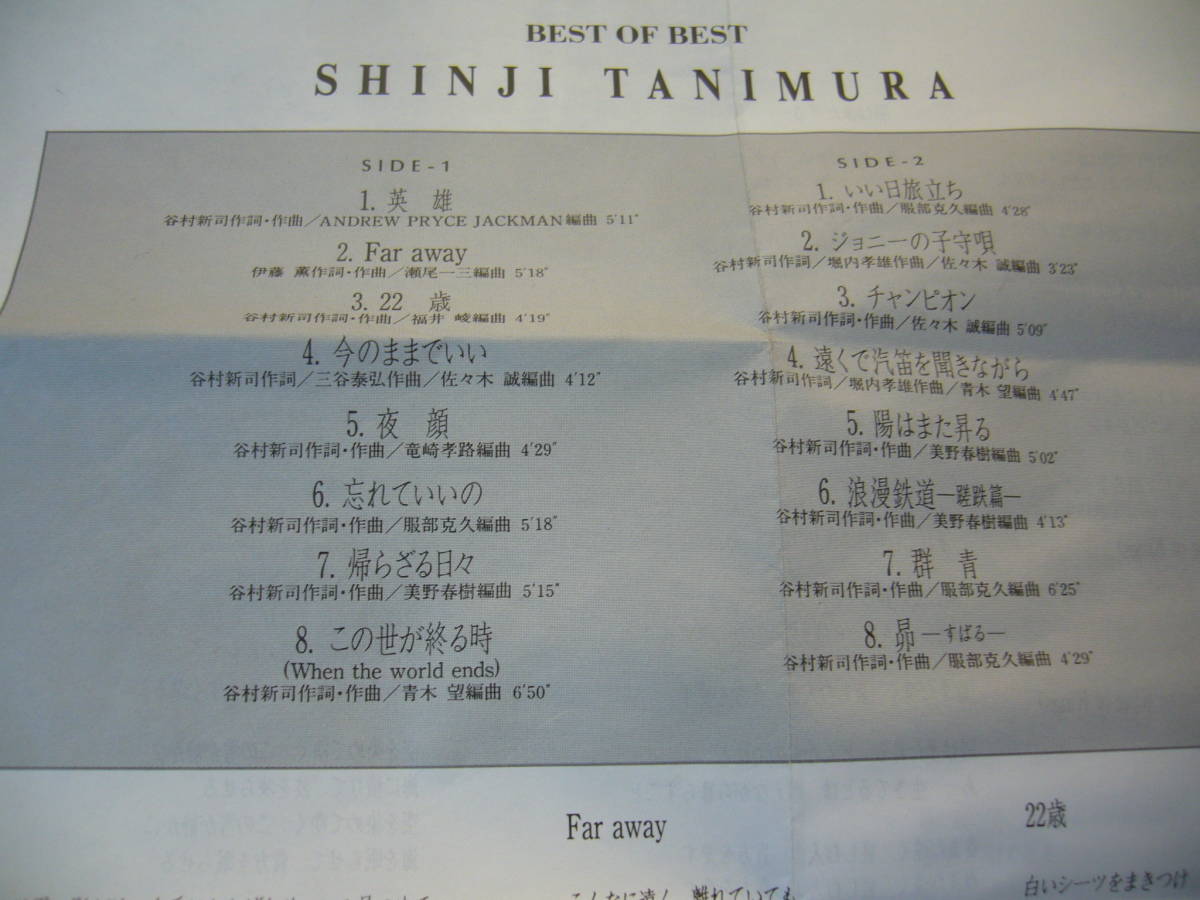 BEST OF BEST
SHINJI TANIMURA
SIDE-1
1. 英 雄
谷村新司作詞・作曲／ANDREW PRYCE JACKMAN編曲 5'11"
2. Far away
伊藤 薫作詞・作曲／瀬尾一三編曲 5'18"
3. 22 歳
谷村新司作詞・作曲／福井 崚編曲 4'19"
4. 今のままでいい
谷村新司作詞／三谷泰弘作曲／佐々木 誠編曲 4'12"
5. 夜 顔
谷村新司作詞・作曲／竜崎孝路編曲 4'29"
6. 忘れていいの
谷村新司作詞・作曲／服部克久編曲 5'18"
7. 帰らざる日々
谷村新司作詞・作曲／美野春樹編曲 5'15"
8. この世が終る時
(When the world ends)
谷村新司作詞・作曲／青木 望編曲 6'50"
SIDE-2
1. いい日旅立ち
谷村新司作詞・作曲／服部克久編曲 4'28"
2. ジョニーの子守唄
谷村新司作詞／堀内孝雄作曲／佐々木 誠編曲 3'23"
3. チャンピオン
谷村新司作詞・作曲／佐々木 誠編曲 5'09"
4. 遠くで汽笛を聞きながら
谷村新司作詞／堀内孝雄作曲／青木 望編曲 4'47"
5. 陽はまた昇る
谷村新司作詞・作曲／美野春樹編曲 5'02"
6. 浪漫鉄道―蹉跌篇―
谷村新司作詞・作曲／美野春樹編曲 4'13"
7. 群 青
谷村新司作詞・作曲／服部克久編曲 6'25"
8. 昴―すばる―
谷村新司作詞・作曲／服部克久編曲 4'29"
Far away
こんなに遠く 離れていても
22歳
白いシーツをまきつけ